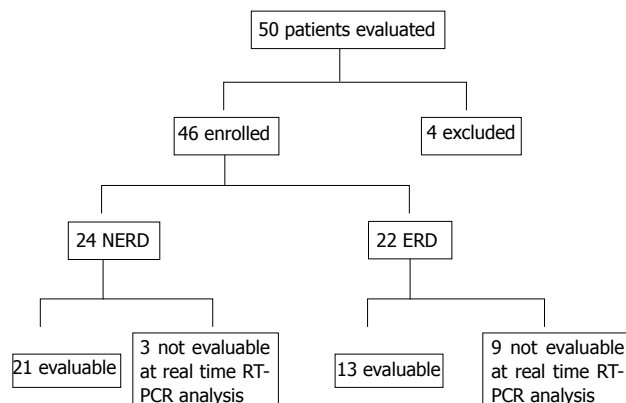 50 patients evaluated
46 enrolled
4 excluded
24 NERD
22 ERD
21 evaluable
3 not evaluable
at real time RT-
PCR analysis
13 evaluable
9 not evaluable
at real time RT-
PCR analysis